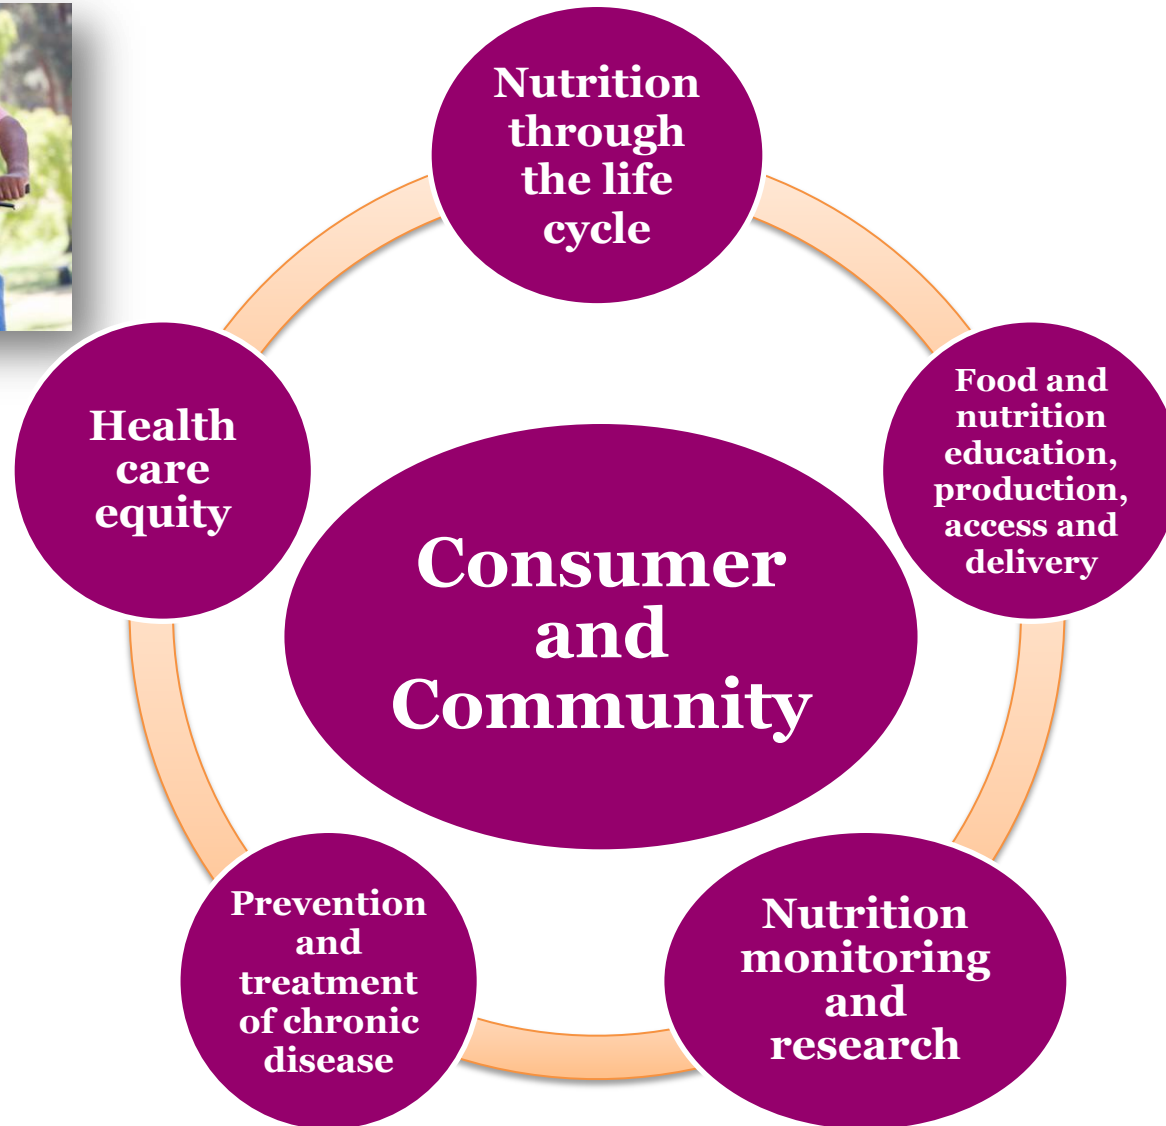 Nutrition
through
the life
cycle
Food and
nutrition
education,
production,
access and
delivery
Nutrition
monitoring
and
research
Prevention
and
treatment
of chronic
disease
Health
care
equity
Consumer
and
Community